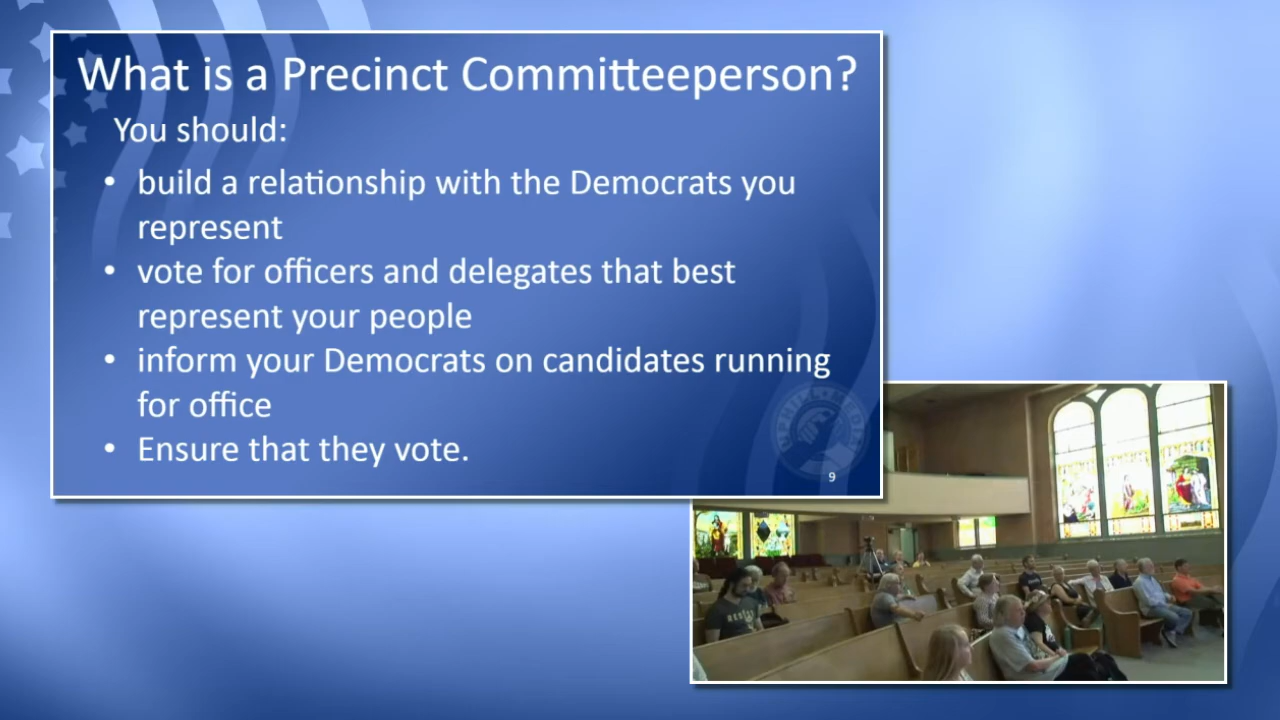 What is a Precinct Committeeperson?
You should:
• build a relationship with the Democrats you
represent
• vote for officers and delegates that best
represent your people
• inform your Democrats on candidates running
for office
• Ensure that they vote.
9